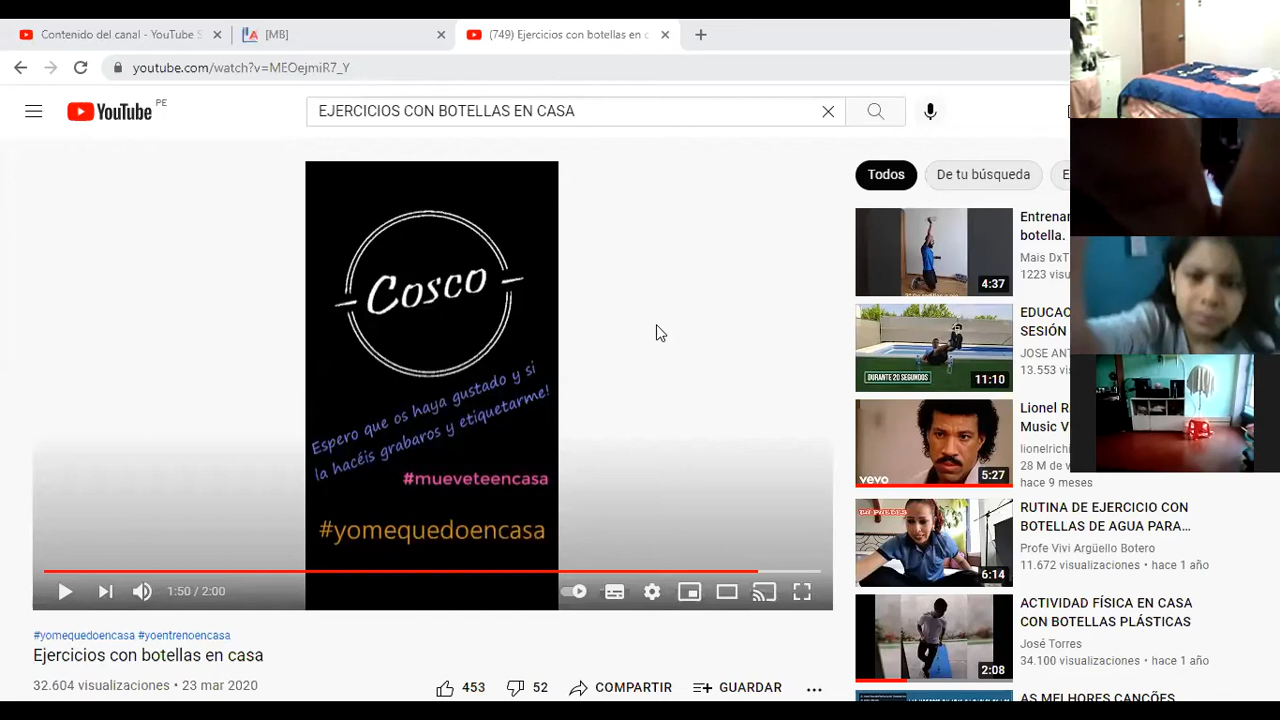 Contenido del canal - YouTube S
[MB]
(749) Ejercicios con botellas en c
youtube.com/watch?v=MEOejmiR7_Y
YouTube PE
EJERCICIOS CON BOTELLAS EN CASA
Cosco
Espero que os haya gustado y si
la hacéis grabaros y etiquetarme!
#mueveteencasa
#yomequedoencasa
1:50 / 2:00
#yomequedoencasa #yoentrenoencasa
Ejercicios con botellas en casa
32.604 visualizaciones • 23 mar 2020
453
52
COMPARTIR
GUARDAR
Todos
De tu búsqueda
E
Entrenar
botella.
Mais DxT
1223 visu
4:37
EDUCAC
SESIÓN
JOSE ANT
13.553 vis
DURANTE 20 SEGUNDOS
11:10
Lionel R
Music V
lionelrichi
28 M de v
hace 9 meses
vevo
5:27
RUTINA DE EJERCICIO CON
BOTELLAS DE AGUA PARA...
Profe Vivi Argüello Botero
11.672 visualizaciones • hace 1 año
6:14
ACTIVIDAD FÍSICA EN CASA
CON BOTELLAS PLÁSTICAS
José Torres
34.100 visualizaciones • hace 1 año
2:08
AS MELHORES CANÇÕES